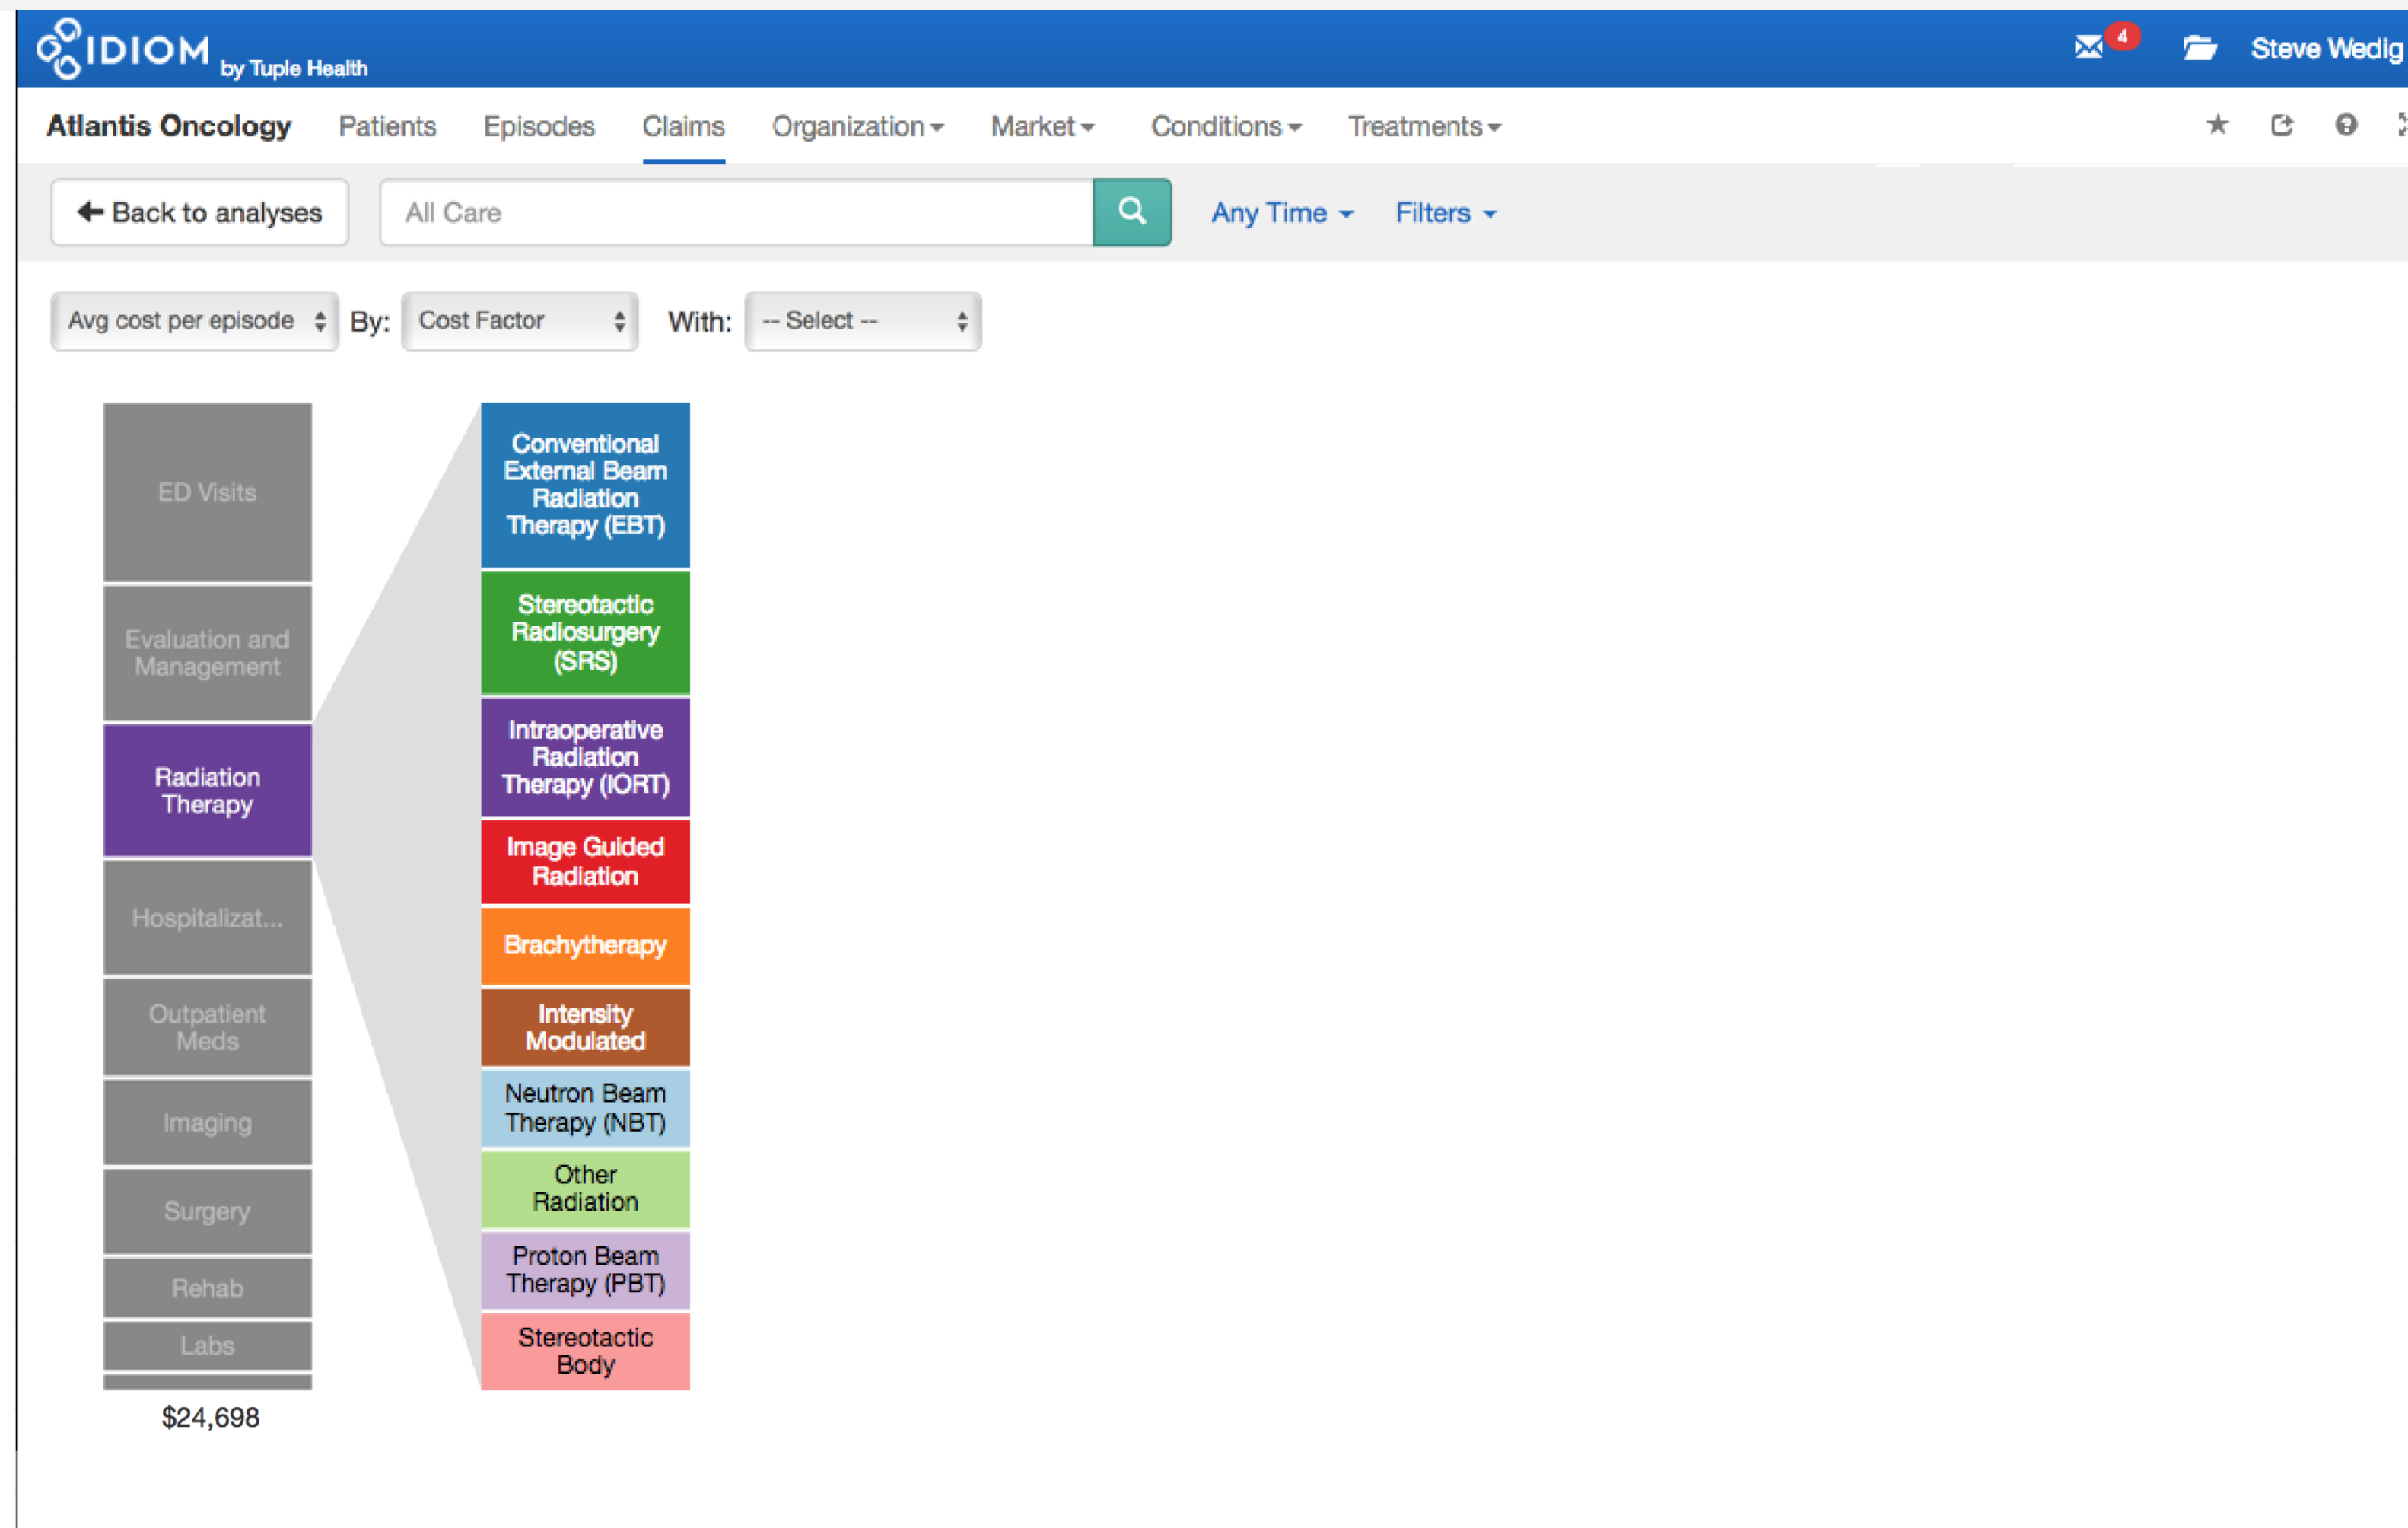 IDIOM by Tuple Health
4
Steve Wedig
Atlantis Oncology Patients Episodes Claims Organization Market Conditions Treatments
Back to analyses
All Care
Any Time
Filters
Avg cost per episode By: Cost Factor With: -- Select --
ED Visits
Evaluation and
Management
Radiation
Therapy
Hospitalizat...
Outpatient
Meds
Imaging
Surgery
Rehab
Labs
$24,698
Conventional
External Beam
Radiation
Therapy (EBT)
Stereotactic
Radiosurgery
(SRS)
Intraoperative
Radiation
Therapy (IORT)
Image Guided
Radiation
Brachytherapy
Intensity
Modulated
Neutron Beam
Therapy (NBT)
Other
Radiation
Proton Beam
Therapy (PBT)
Stereotactic
Body